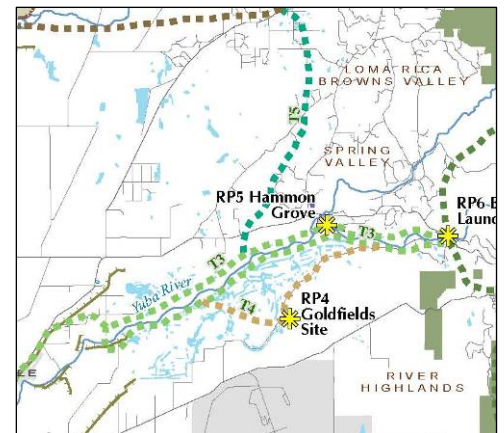 LOMA RICA
BROWNS VALLEY
T5
SPRING
VALLEY
RP5 Hammon
Grove
RP6 E
Laun
T3
T3
Yuba River
RP4
Goldfields
Site
T4
LE
RIVER
HIGHLANDS